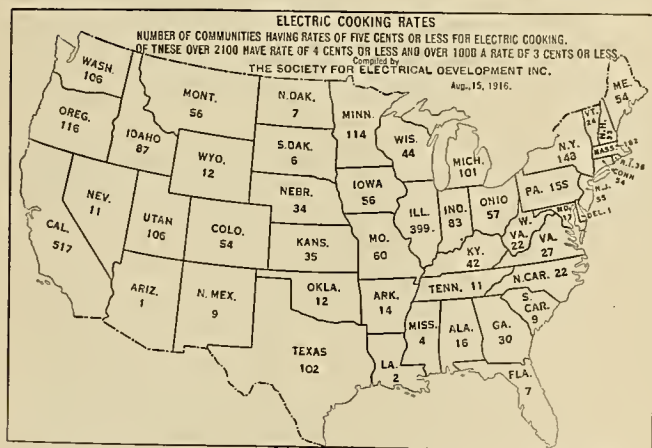 ELECTRIC COOKING RATES
NUMBER OF COMMUNITIES HAVING RATES OF FIVE CENTS OR LESS FOR ELECTRIC COOKING.
OF TNESE OVER 2100 HAVE RATE OF 4 CENTS OR LESS AND OVER 1000 A RATE OF 3 CENTS OR LESS
Compiled by
THE SOCIETY FOR ELECTRICAL DEVELOPMENT INC.
Aug., 15, 1916.
WASH.
106
OREG.
116
IDAHO
87
MONT.
56
N.DAK.
7
S.DAK.
6
WYO.
12
NEBR.
34
NEV.
11
UTAH
106
COLO.
54
KANS.
35
CAL.
517
ARIZ.
1
N. MEX.
9
OKLA.
12
TEXAS
102
MINN.
114
WIS.
44
MICH.
101
IOWA
56
ILL.
399.
IND.
83
OHIO
57
MO.
60
KY.
42
TENN. 11
ARK.
14
LA.
2
MISS.
4
ALA.
16
GA.
30
FLA.
7
S.
CAR.
9
N.CAR. 22
VA.
27
W.
VA.
22
PA. 155
N.Y.
MD.
17
DEL. 1
N.J.
55
CONN
54
R.I.
MASS.
N.H.
VT.
24
ME.
54